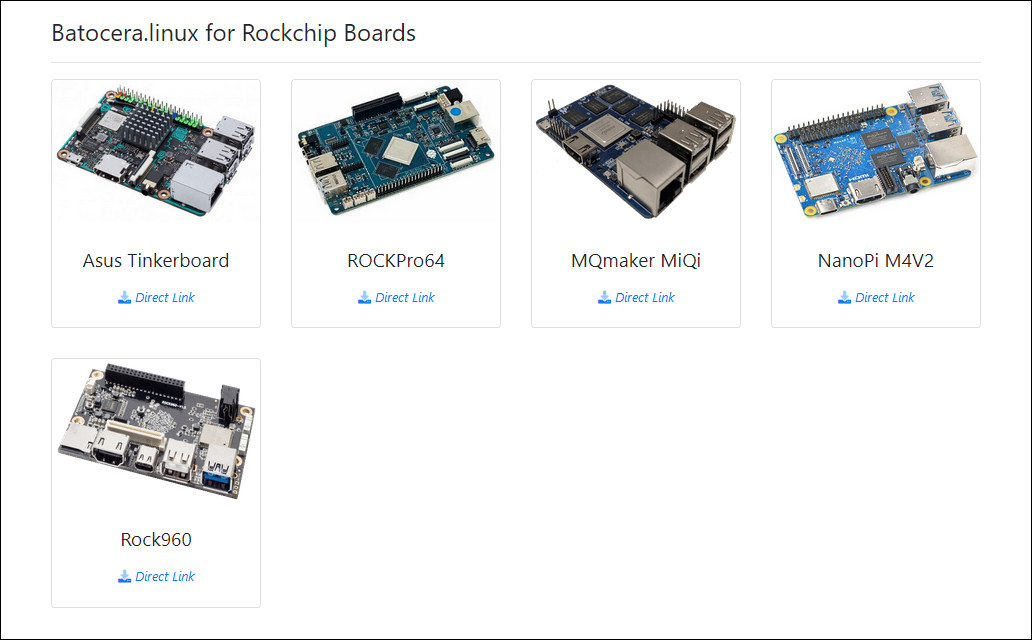 Batocera.linux for Rockchip Boards
Asus Tinkerboard
Direct Link
ROCKPro64
Direct Link
MQmaker MiQi
Direct Link
NanoPi M4V2
Direct Link
Rock960
Direct Link